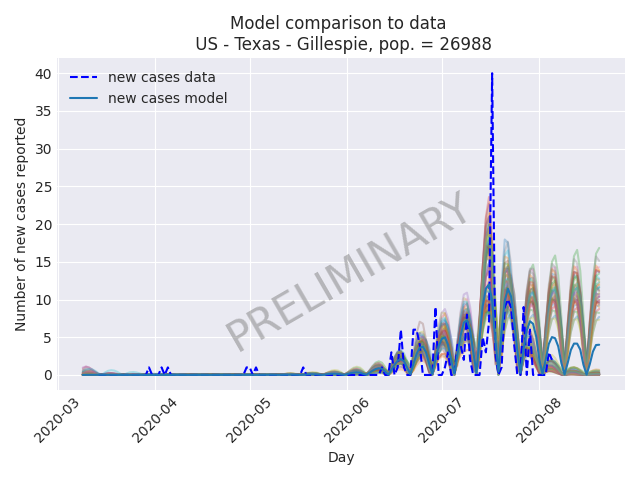 Model comparison to data
US - Texas - Gillespie, pop. = 26988
new cases data
new cases model
Number of new cases reported
40
35
30
25
20
15
10
5
0
PRELIMINARY
2020-03
2020-04
2020-05
2020-06
2020-07
2020-08
Day